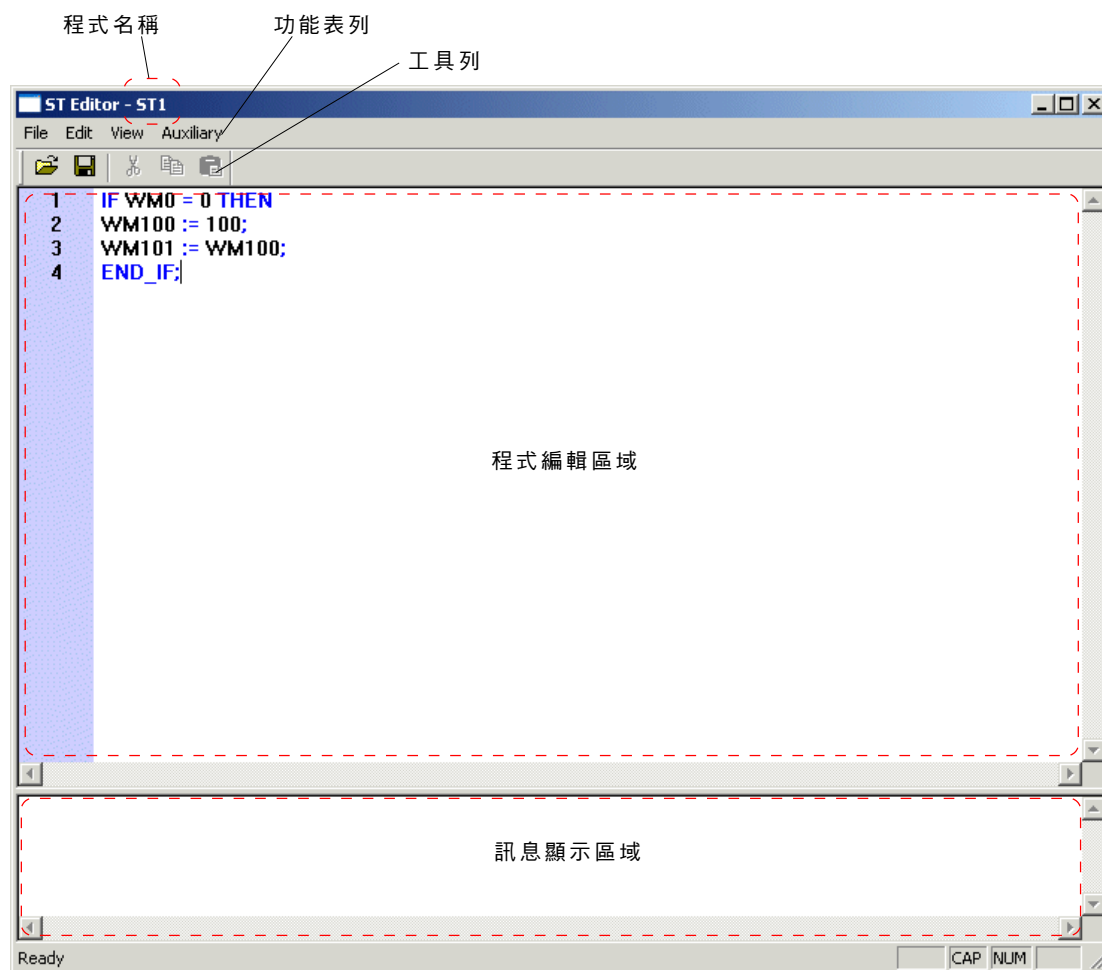 程式名稱
功能表列
工具列
ST Editor - ST1
File Edit View Auxiliary
1 IF WM0 = 0 THEN
2 WM100 := 100;
3 WM101 := WM100;
4 END_IF;
程式編輯區域
訊息顯示區域
Ready CAP NUM